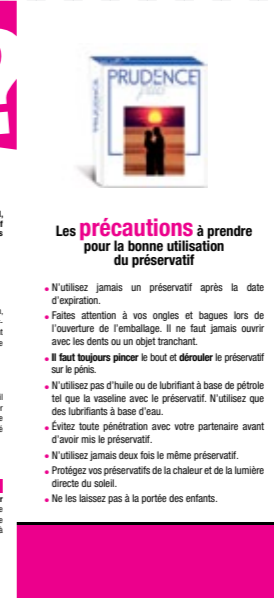 PRUDENCE
plus
Les précautions à prendre
pour la bonne utilisation
du préservatif
• N'utilisez jamais un préservatif après la date
d'expiration.
• Faites attention à vos ongles et bagues lors de
l'ouverture de l'emballage. Il ne faut jamais ouvrir
avec les dents ou un objet tranchant.
• Il faut toujours pincer le bout et dérouler le préservatif
sur le pénis.
• N'utilisez pas d'huile ou de lubrifiant à base de pétrole
tel que la vaseline avec le préservatif. N'utilisez que
des lubrifiants à base d'eau.
• Évitez toute pénétration avec votre partenaire avant
d'avoir mis le préservatif.
• N'utilisez jamais deux fois le même préservatif.
• Protégez vos préservatifs de la chaleur et de la lumière
directe du soleil.
• Ne les laissez pas à la portée des enfants.